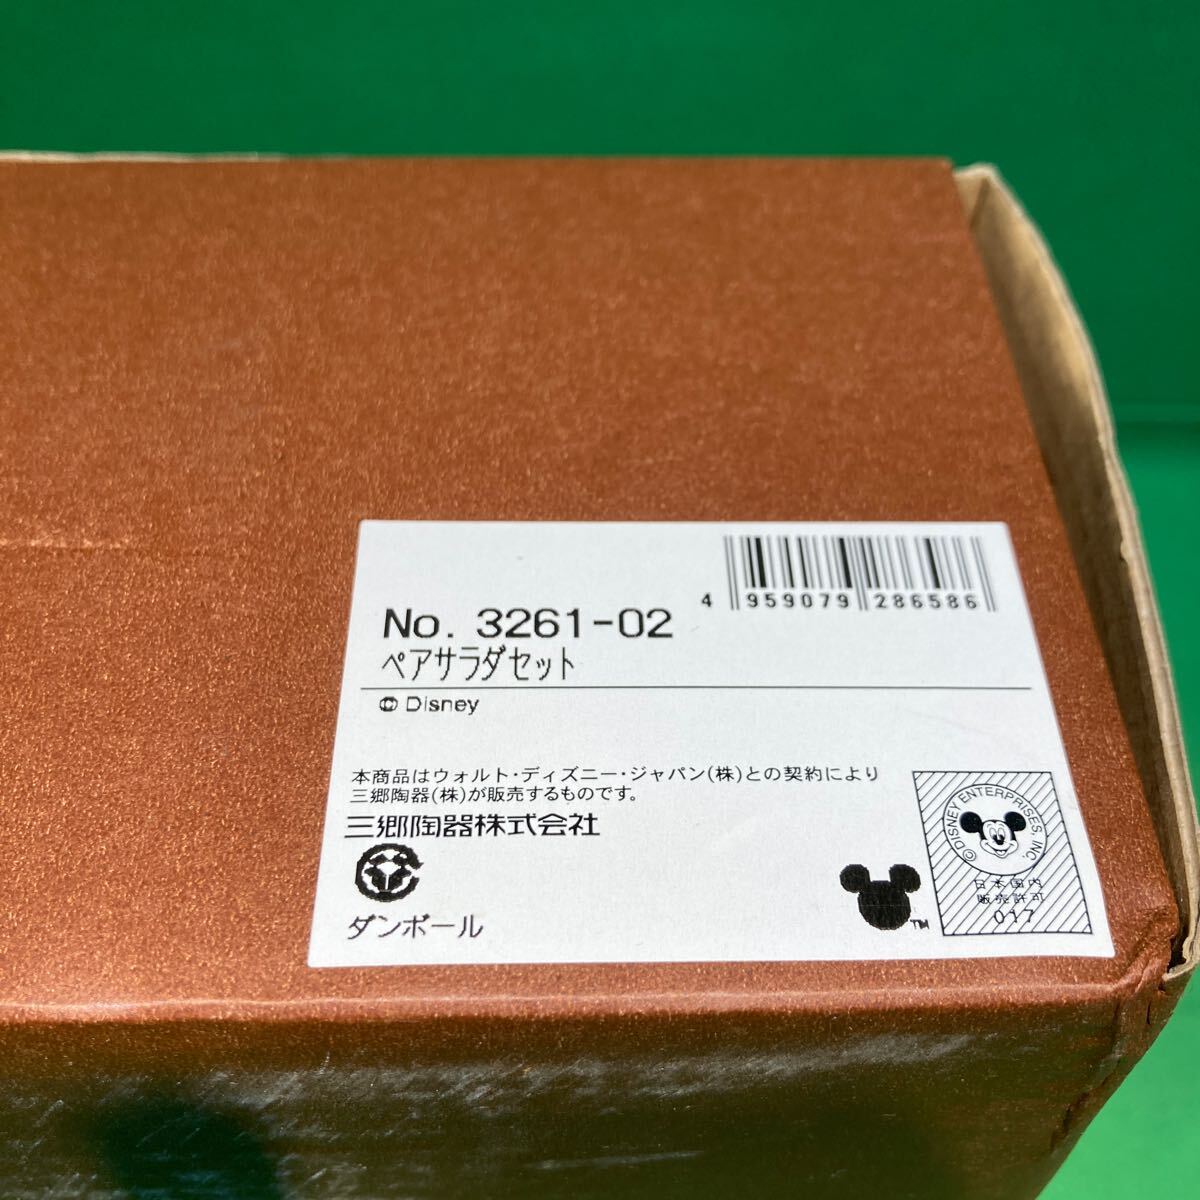 4 959079 286586
No. 3261-02
ペアサラダセット
© Disney
本商品はウォルト・ディズニー・ジャパン(株)との契約により
三郷陶器(株)が販売するものです。
三郷陶器株式会社
ダンボール
TM
© DISNEY ENTERPRISES, INC.
日本国内
販売許可
017